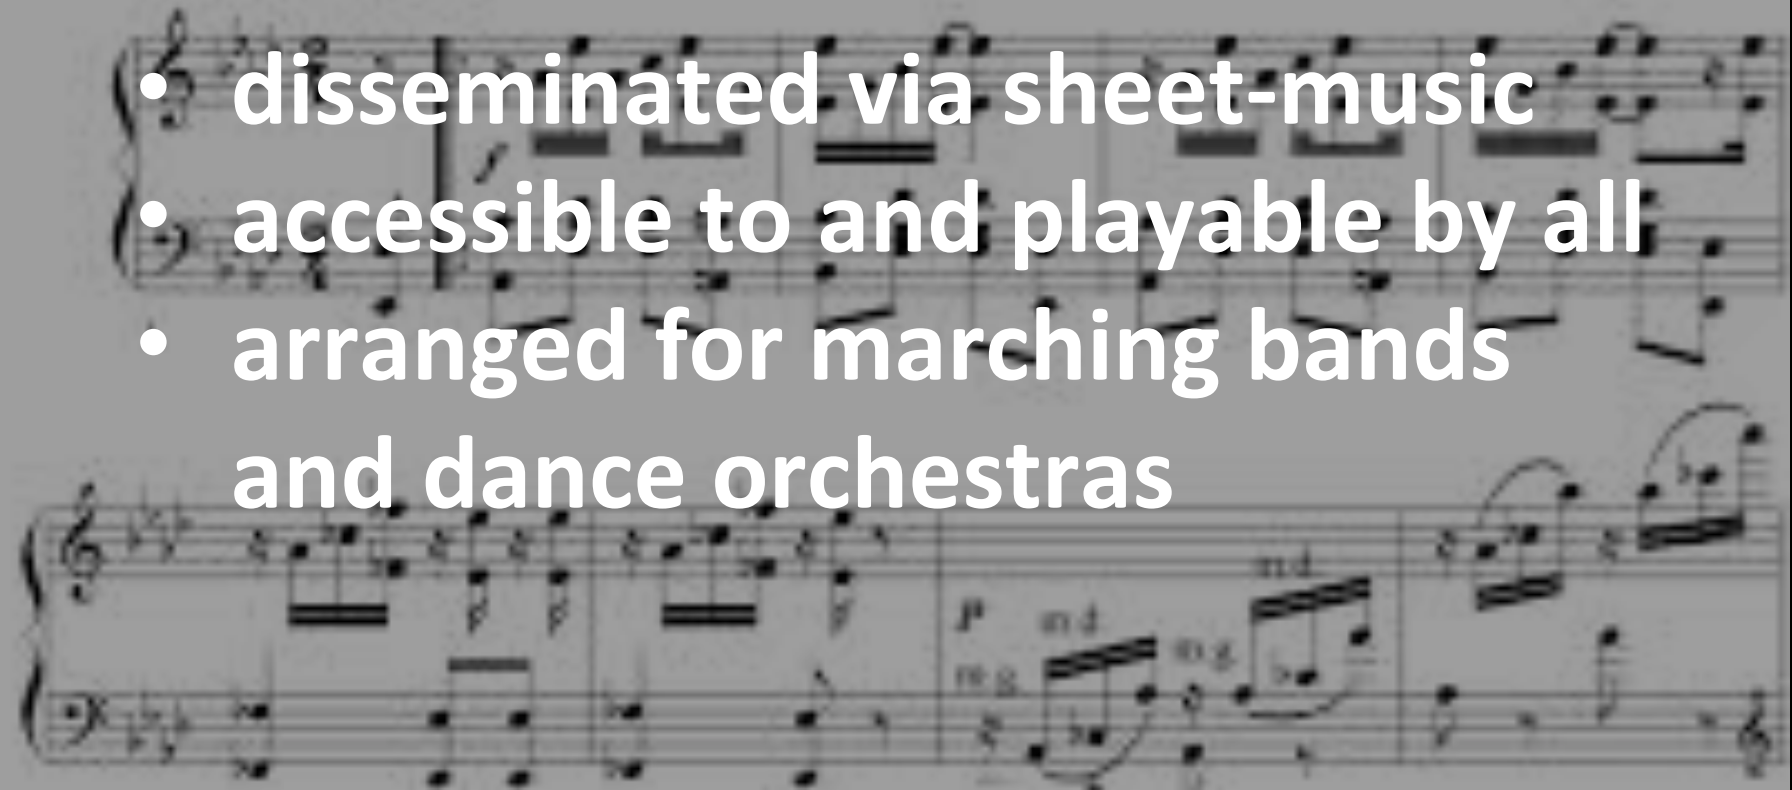 • disseminated via sheet-music
f
• accessible to and playable by all
• arranged for marching bands
and dance orchestras
m d
p
m d
m g
m g